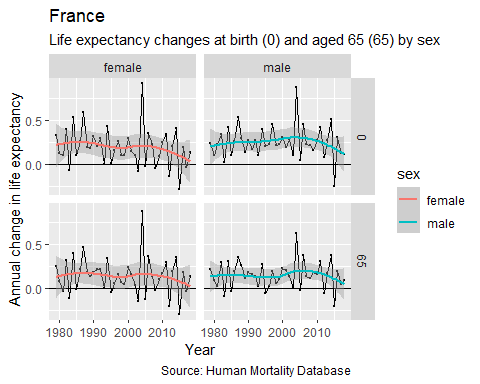 France
Life expectancy changes at birth (0) and aged 65 (65) by sex
female male
Annual change in life expectancy
0.5
0.0
0
0.5
0.0
65
sex
female
male
1980 1990 2000 2010 1980 1990 2000 2010
Year
Source: Human Mortality Database